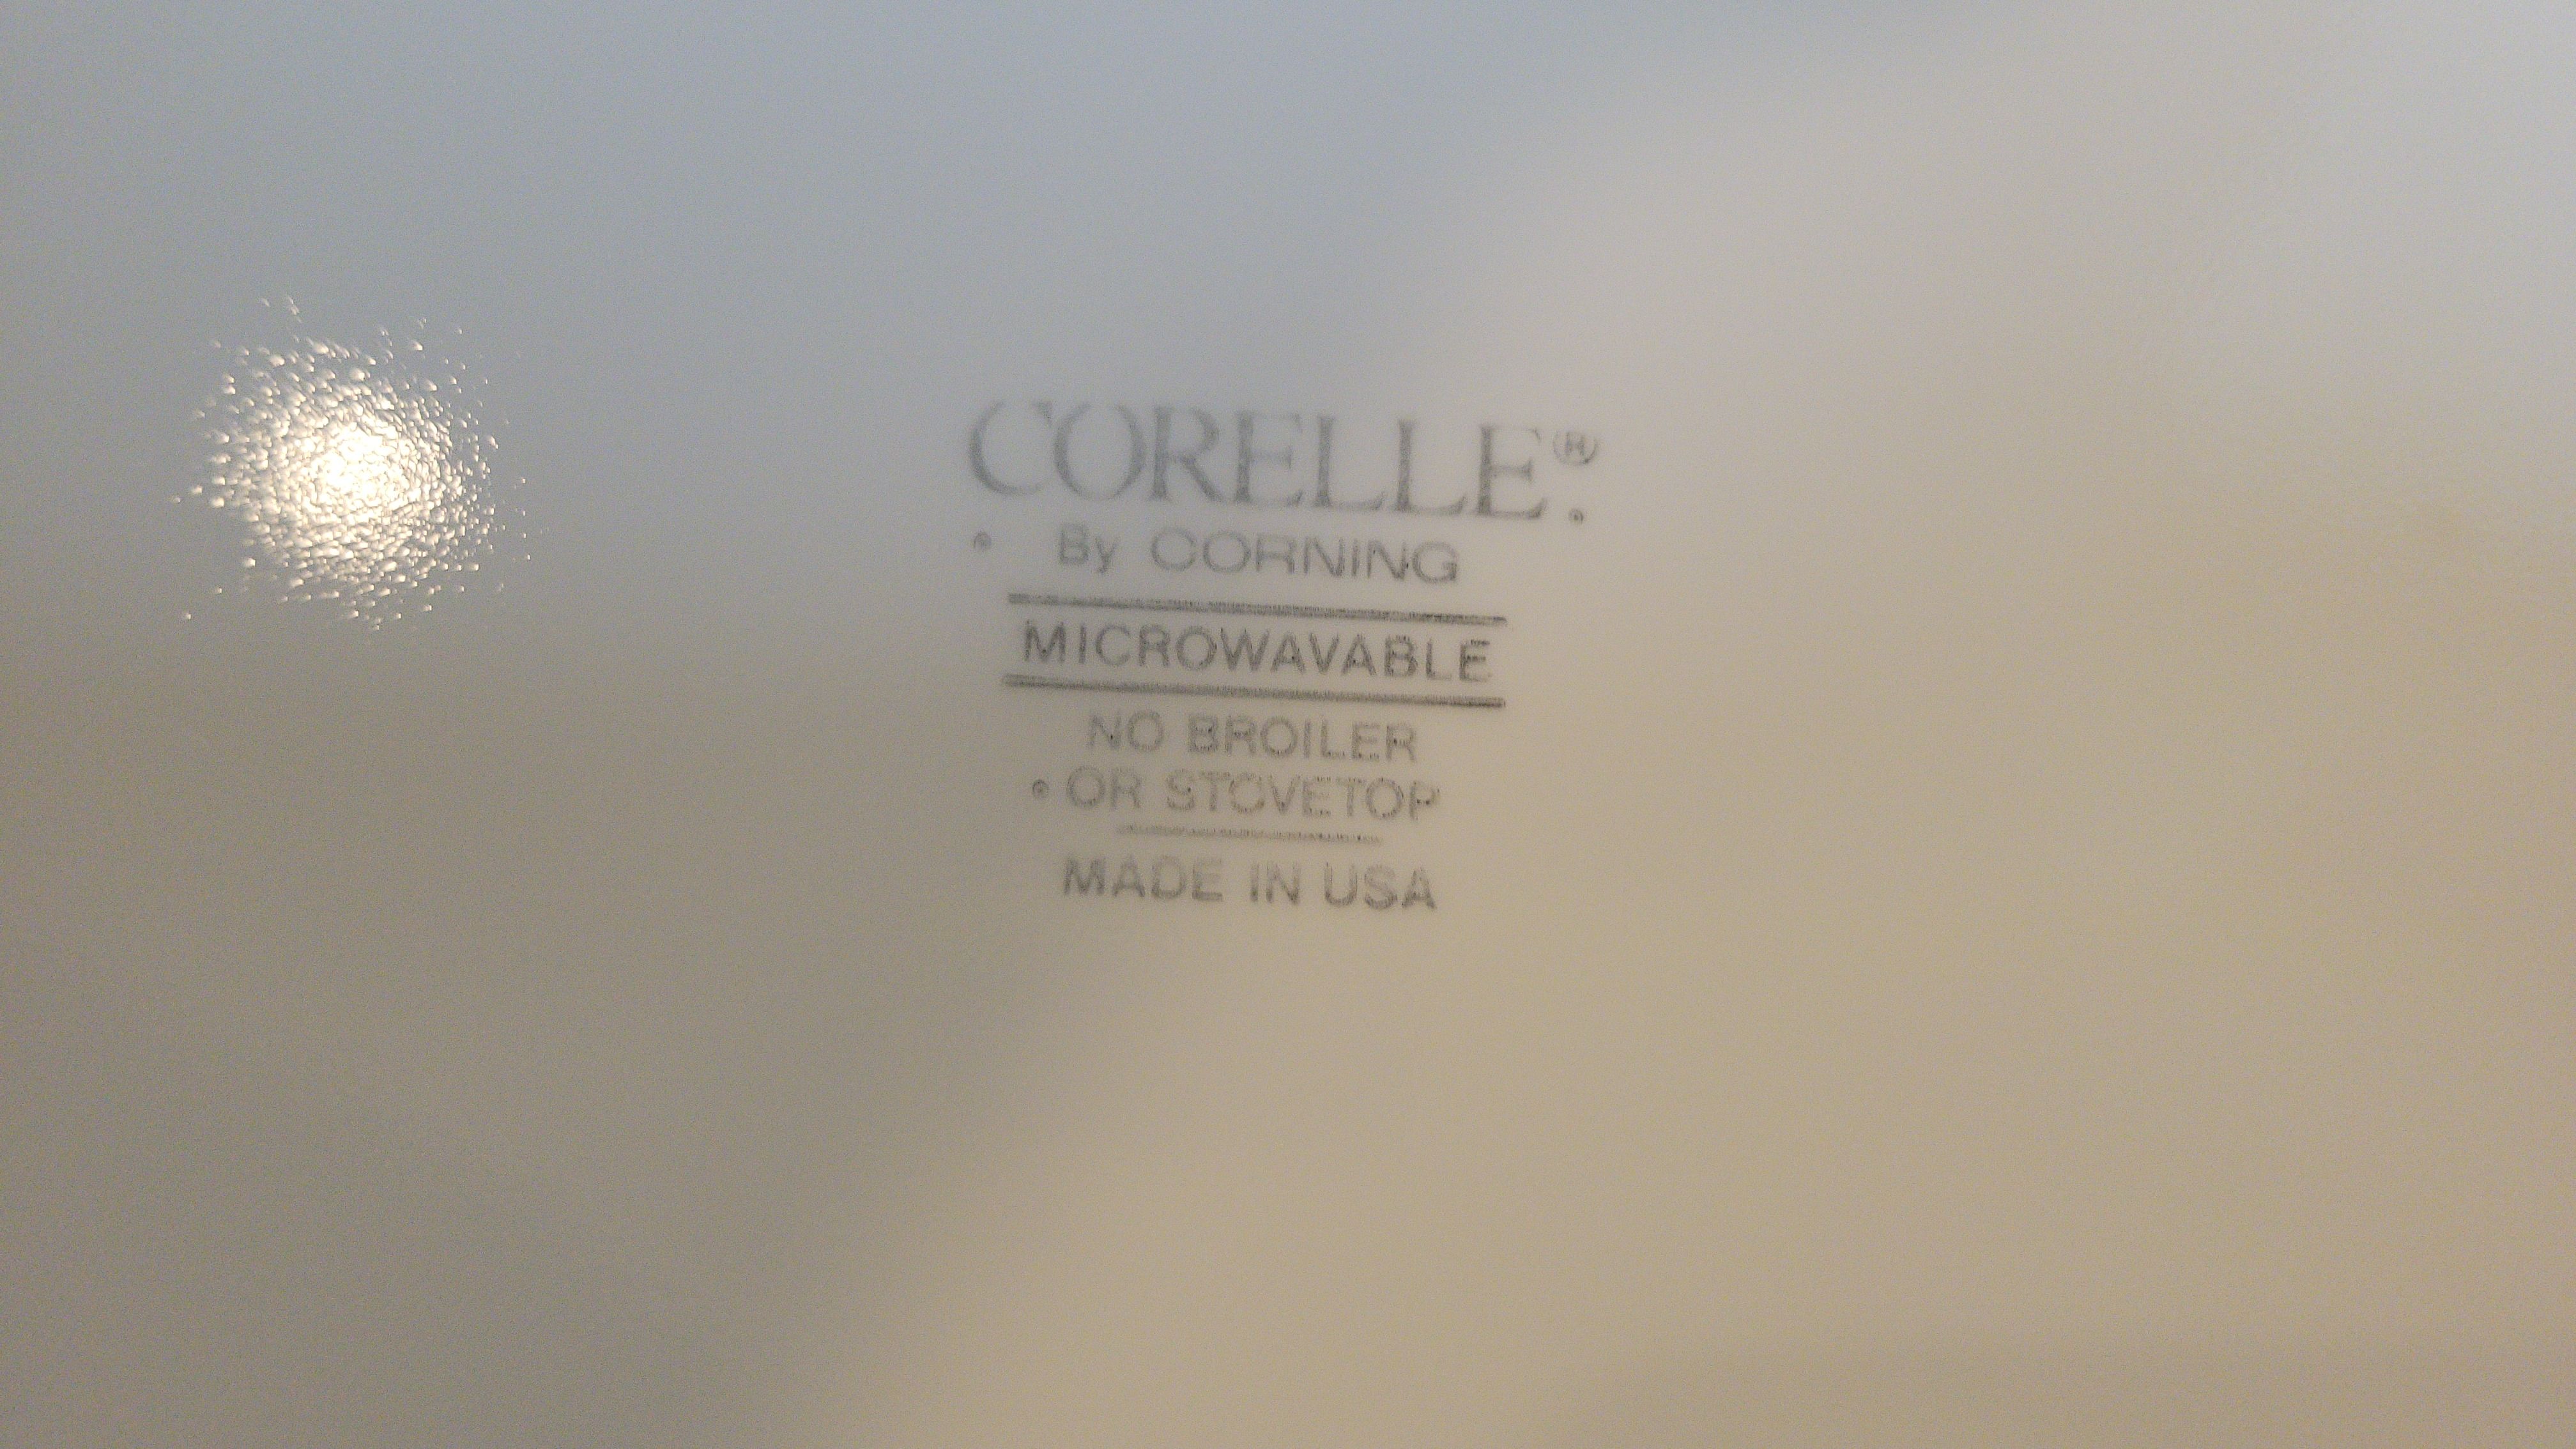 CORELLE®
By CORNING
MICROWAVABLE
NO BROILER
OR STOVETOP
MADE IN USA